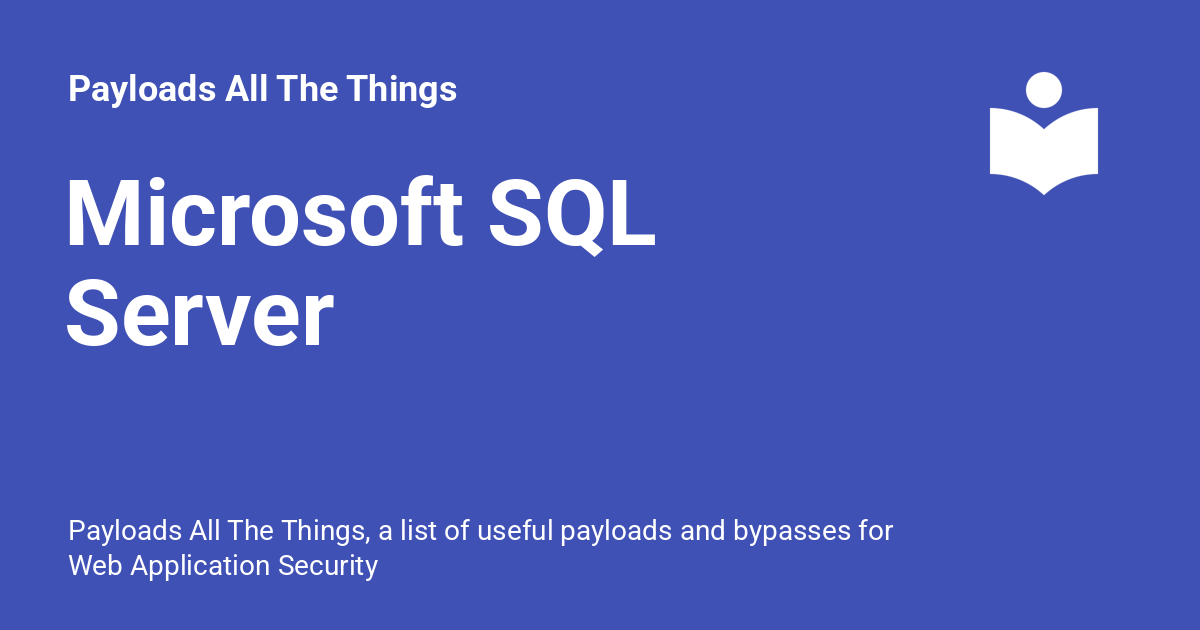 Payloads All The Things
Microsoft SQL
Server
Payloads All The Things, a list of useful payloads and bypasses for
Web Application Security